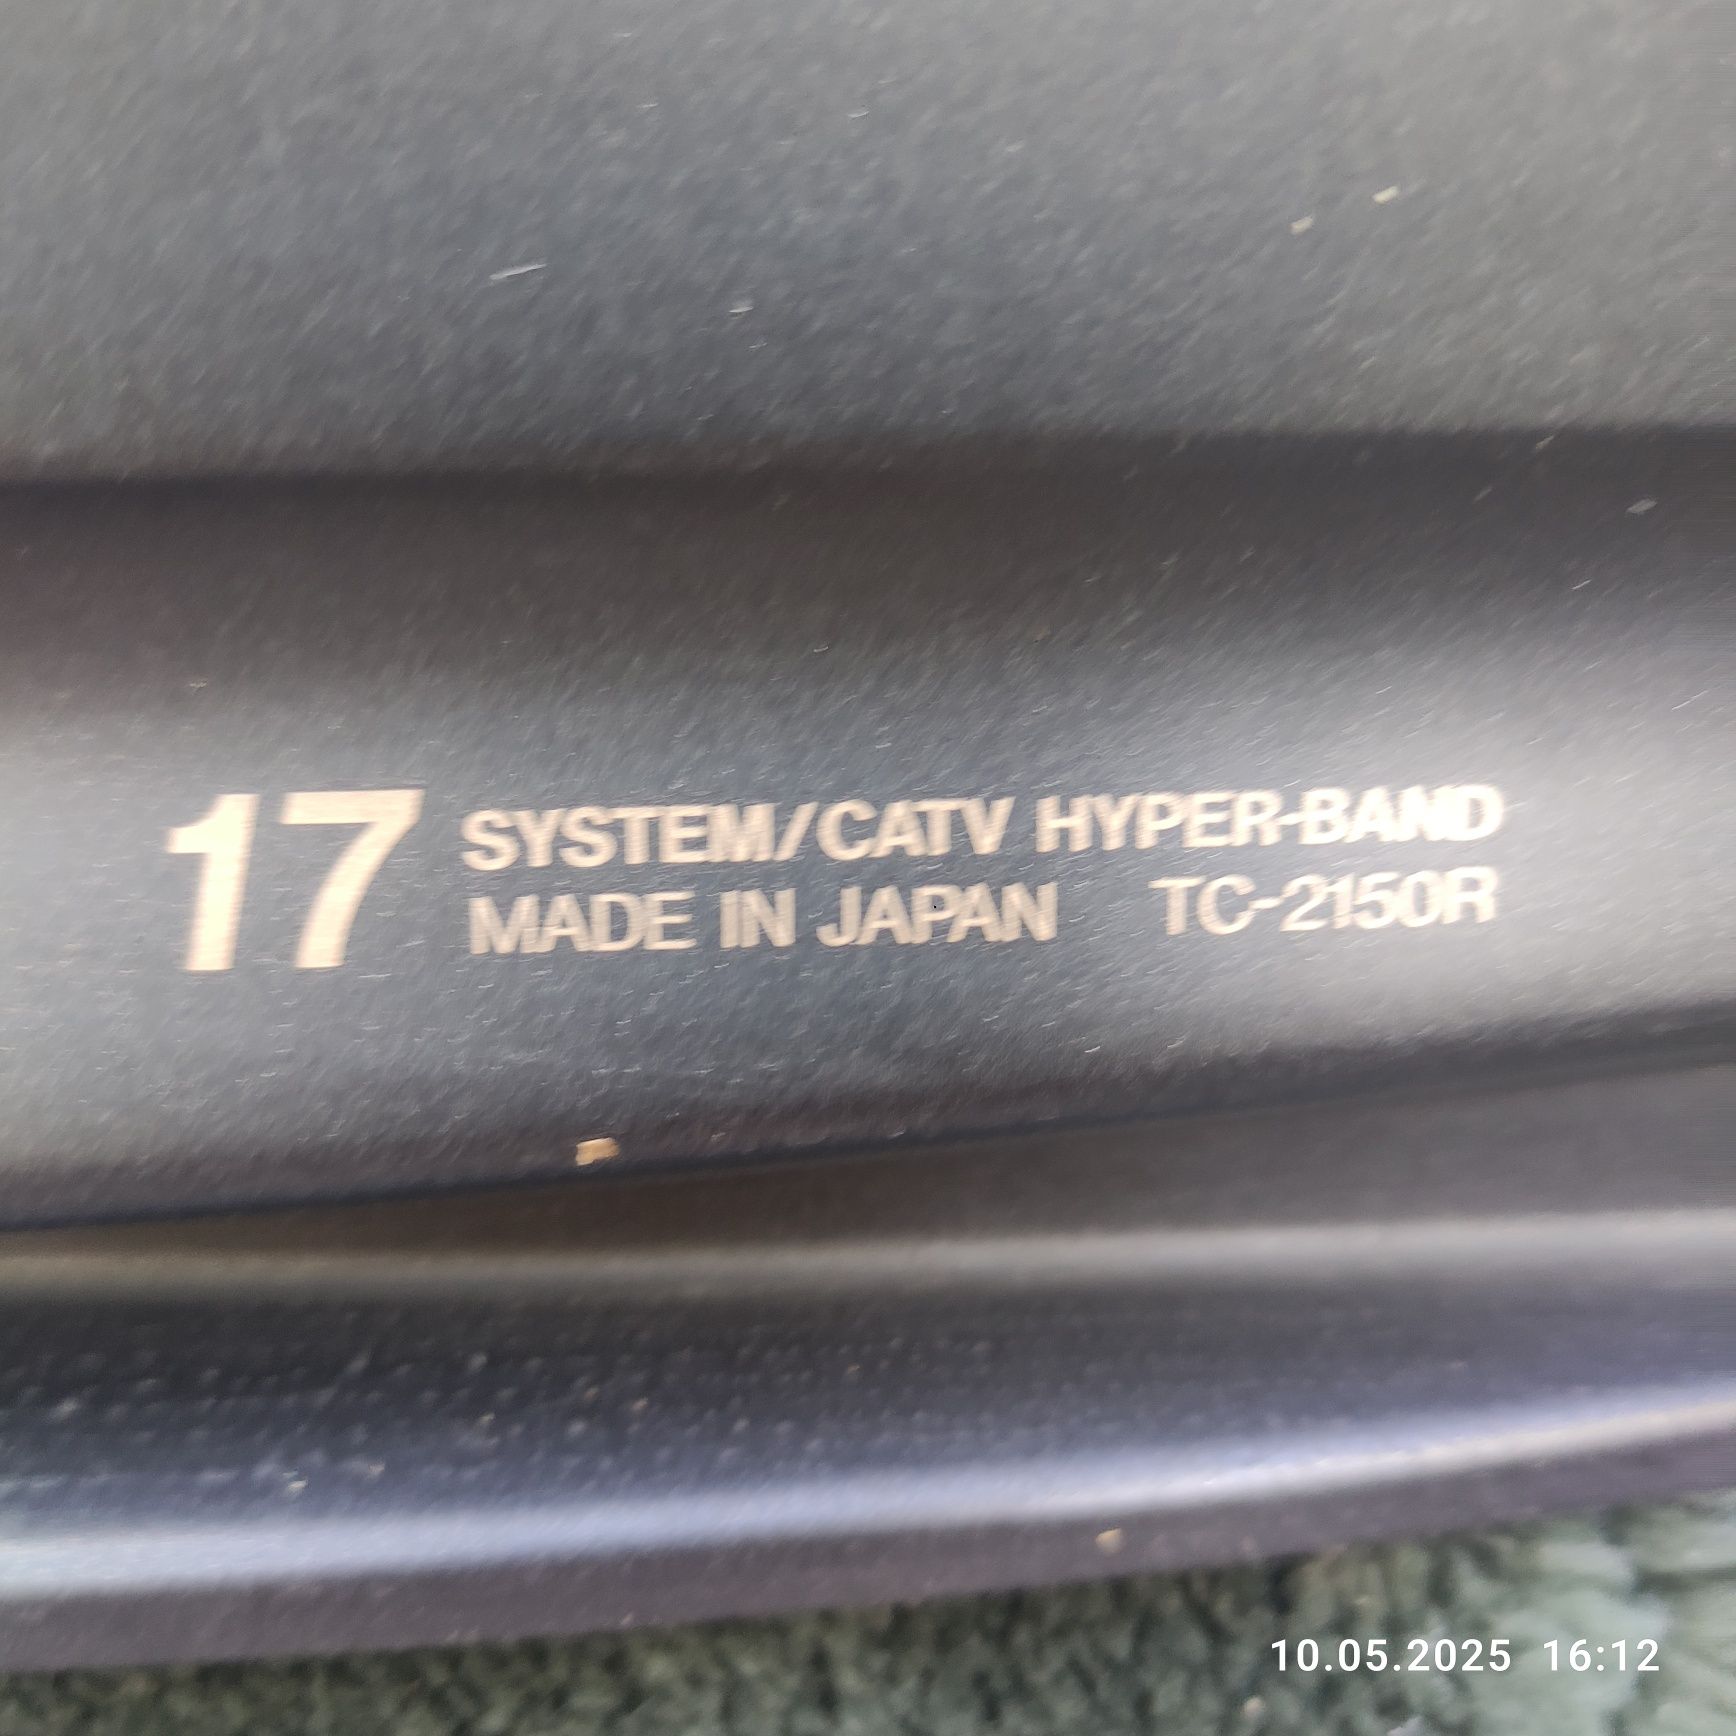 17 SYSTEM/CATV HYPER-BAND
MADE IN JAPAN TC-2150R
10.05.2025 16:12